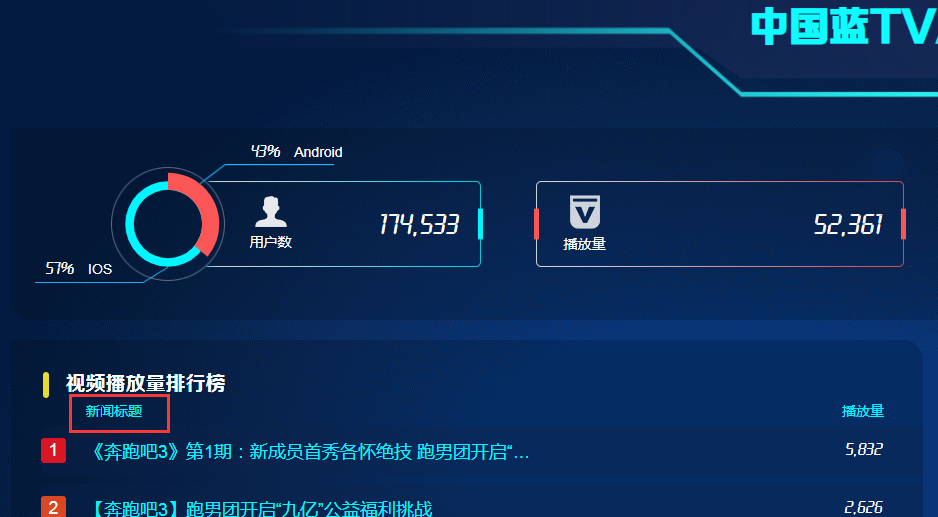 中国蓝TV
43% Android
用户数
174,533
播放量
52,361
57% IOS
视频播放量排行榜
新闻标题 播放量
1 《奔跑吧3》第1期：新成员首秀各怀绝技 跑男团开启“... 5,832
2 【奔跑吧3】跑男团开启“九亿”公益福利挑战 2,626